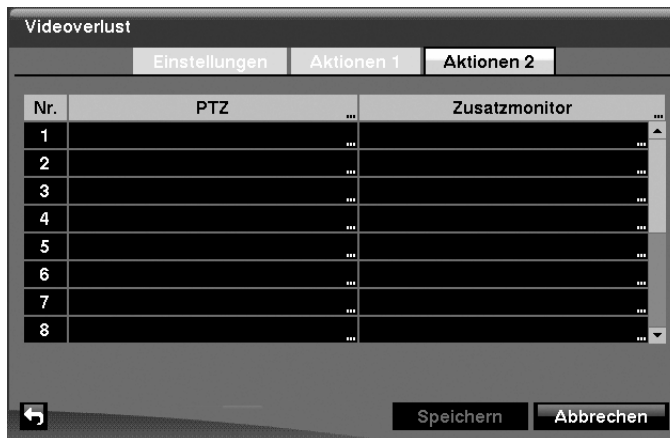 Videoverlust
Einstellungen Aktionen 1 Aktionen 2
Nr. PTZ ... Zusatzmonitor ...
1 ... ...
2 ... ...
3 ... ...
4 ... ...
5 ... ...
6 ... ...
7 ... ...
8 ... ...
Speichern Abbrechen